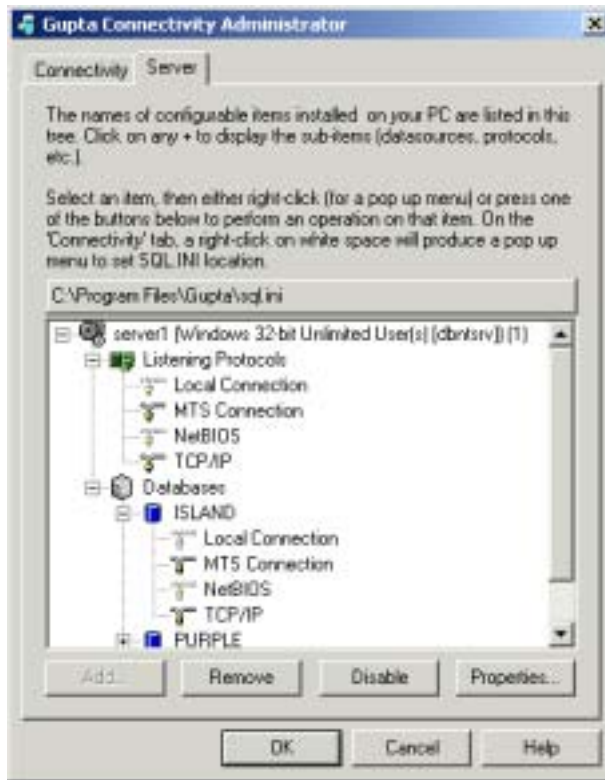 Gupta Connectivity Administrator
Connectivity
Server
The names of configurable items installed on your PC are listed in this
tree. Click on any + to display the sub-items (datasources, protocols,
etc.).
Select an item, then either right-click (for a pop up menu) or press one
of the buttons below to perform an operation on that item. On the
'Connectivity' tab, a right-click on white space will produce a pop up
menu to set SQL.INI location.
C:\Program Files\Gupta\sql.ini
server1 (Windows 32-bit Unlimited User(s) (dbntsrv)) (1)
Listening Protocols
Local Connection
MTS Connection
NetBIOS
TCP/IP
Databases
ISLAND
Local Connection
MTS Connection
NetBIOS
TCP/IP
PURPLE
Add...
Remove
Disable
Properties...
OK
Cancel
Help